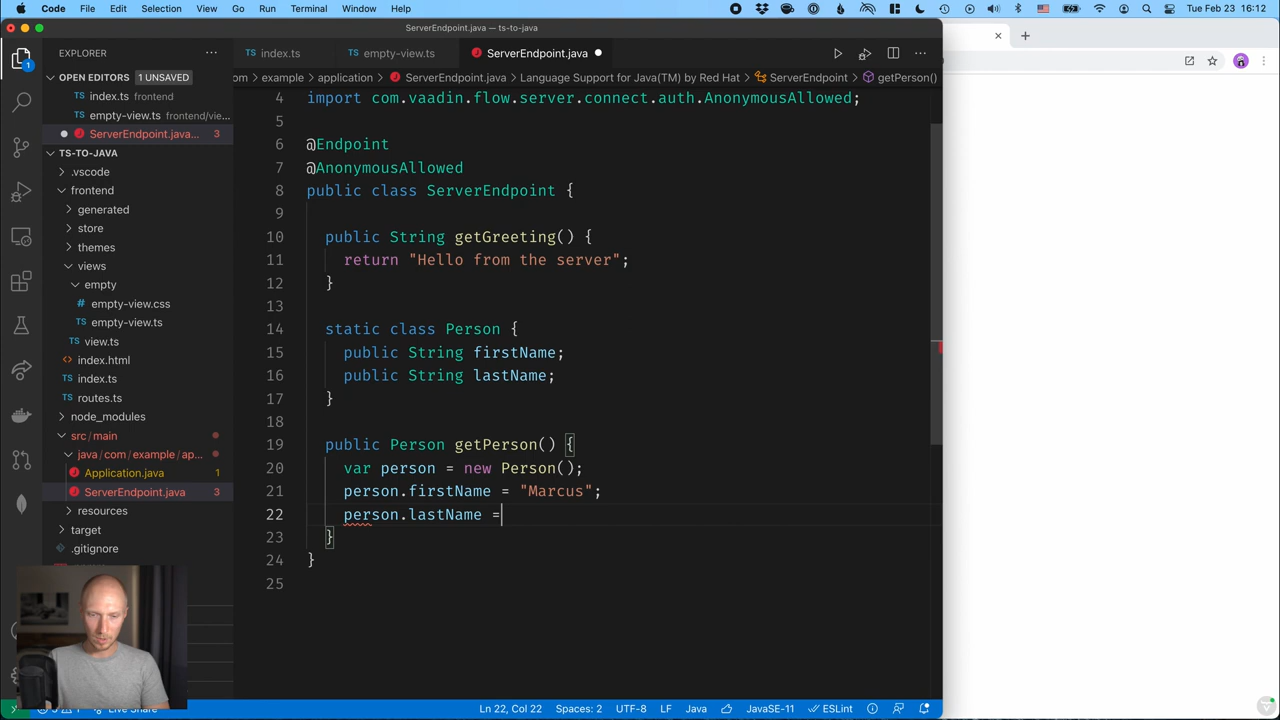 Code File Edit Selection View Go Run Terminal Window Help Tue Feb 23 16:12
ServerEndpoint.java — ts-to-java
EXPLORER
index.ts empty-view.ts ServerEndpoint.java
OPEN EDITORS 1 UNSAVED
om > example > application > ServerEndpoint.java > Language Support for Java(TM) by Red Hat > ServerEndpoint > getPerson()
index.ts frontend
empty-view.ts frontend/vie...
ServerEndpoint.java... 3
TS-TO-JAVA
.vscode
frontend
generated
store
themes
views
empty
empty-view.css
empty-view.ts
view.ts
index.html
index.ts
routes.ts
node_modules
src/main
java/com/example/ap...
Application.java 1
ServerEndpoint.java 3
resources
target
.gitignore
4 import com.vaadin.flow.server.connect.auth.AnonymousAllowed;
5
6 @Endpoint
7 @AnonymousAllowed
8 public class ServerEndpoint {
9
10 public String getGreeting() {
11 return "Hello from the server";
12 }
13
14 static class Person {
15 public String firstName;
16 public String lastName;
17 }
18
19 public Person getPerson() {
20 var person = new Person();
21 person.firstName = "Marcus";
22 person.lastName =
23 }
24 }
25
Live Share Ln 22, Col 22 Spaces: 2 UTF-8 LF Java JavaSE-11 ESLint